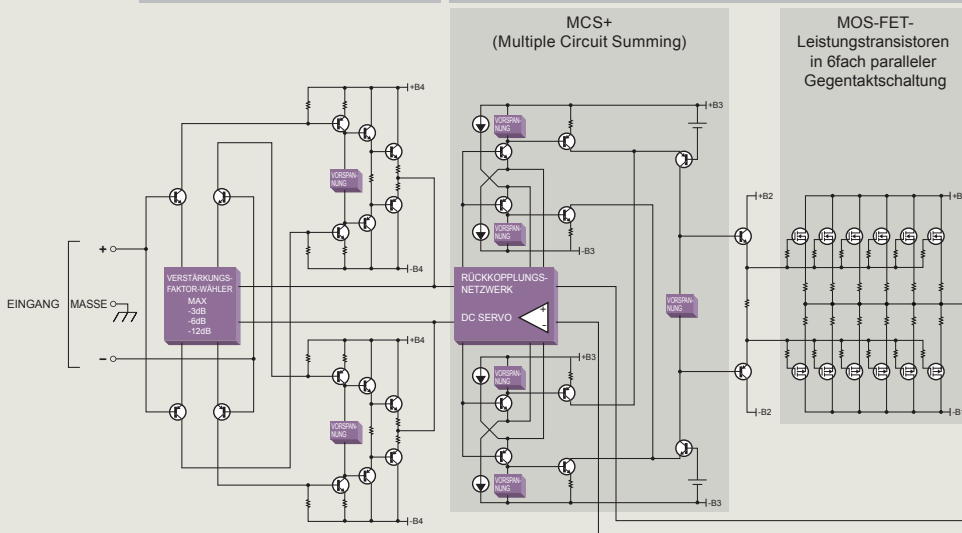 MCS+
(Multiple Circuit Summing)
MOS-FET-
Leistungstransistoren
in 6fach paralleler
Gegentaktschaltung
+B4
VORSPAN-
NUNG
-B4
+B3
VORSPAN-
NUNG
VORSPAN-
NUNG
-B3
+B3
+B2
+B
EINGANG
+
MASSE
-
VERSTÄRKUNGS-
FAKTOR-WÄHLER
MAX
-3dB
-6dB
-12dB
RÜCKKOPPLUNGS-
NETZWERK
DC SERVO
+
-
VORSPAN-
NUNG
+B4
VORSPAN-
NUNG
-B4
+B3
VORSPAN-
NUNG
VORSPAN-
NUNG
-B3
-B2
-B1